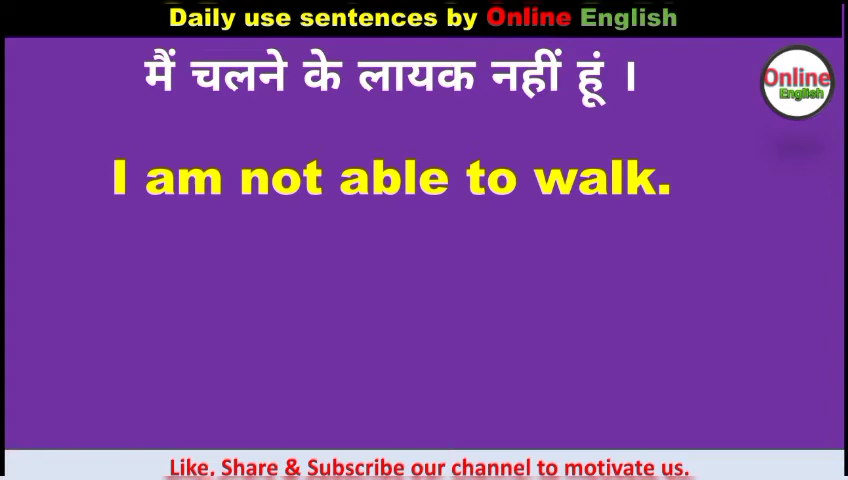 Daily use sentences by Online English
मैं चलने के लायक नहीं हूं ।
Online
English
I am not able to walk.
Like, Share & Subscribe our channel to motivate us.